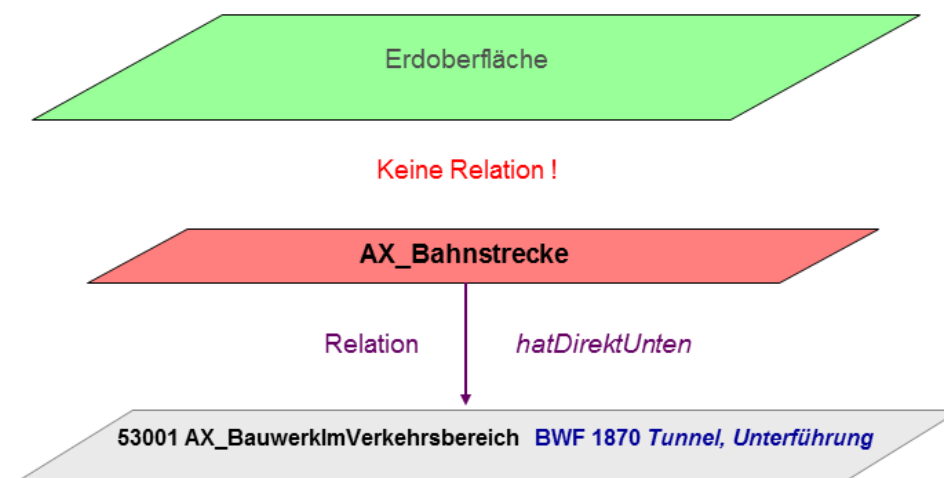 Erdoberfläche
Keine Relation !
AX_Bahnstrecke
Relation hatDirektUnten
53001 AX_BauwerkImVerkehrsbereich BWF 1870 Tunnel, Unterführung